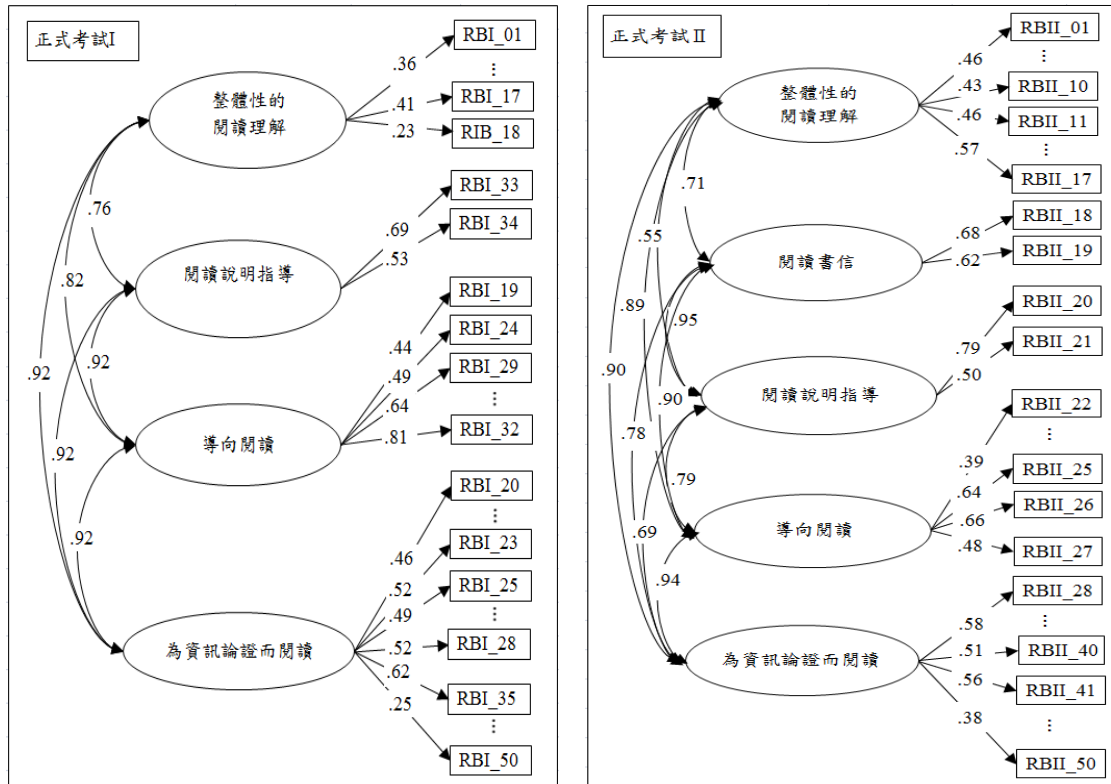 正式考試I
整體性的
閱讀理解
閱讀說明指導
導向閱讀
為資訊論證而閱讀
.36
.41
.23
.69
.53
.44
.49
.64
.81
.46
.52
.49
.52
.62
.25
.76
.82
.92
.92
.92
.92
RBI_01
⋮
RBI_17
RIB_18
RBI_33
RBI_34
RBI_19
RBI_24
RBI_29
⋮
RBI_32
RBI_20
⋮
RBI_23
RBI_25
⋮
RBI_28
RBI_35
⋮
RBI_50
正式考試Ⅱ
整體性的
閱讀理解
閱讀書信
閱讀說明指導
導向閱讀
為資訊論證而閱讀
.46
.43
.46
.57
.68
.62
.79
.50
.39
.64
.66
.48
.58
.51
.56
.38
.71
.55
.89
.95
.90
.90
.78
.79
.69
.94
RBII_01
⋮
RBII_10
RBII_11
⋮
RBII_17
RBII_18
RBII_19
RBII_20
RBII_21
RBII_22
⋮
RBII_25
RBII_26
RBII_27
RBII_28
⋮
RBII_40
RBII_41
⋮
RBII_50